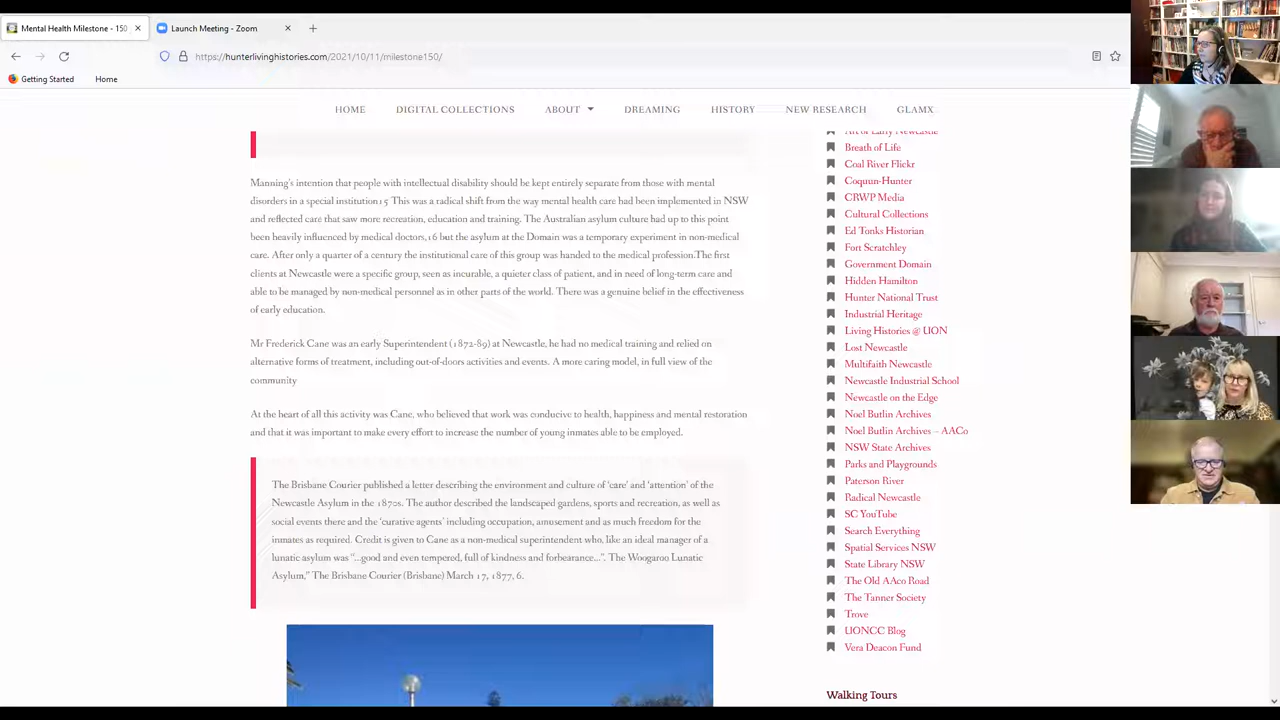 Mental Health Milestone - 150
Launch Meeting - Zoom
https://hunterlivinghistories.com/2021/10/11/milestone150/
Getting Started
Home
HOME
DIGITAL COLLECTIONS
ABOUT
DREAMING
HISTORY
NEW RESEARCH
GLAMX
Manning's intention that people with intellectual disability should be kept entirely separate from those with mental
disorders in a special institution15 This was a radical shift from the way mental health care had been implemented in NSW
and reflected care that saw more recreation, education and training. The Australian asylum culture had up to this point
been heavily influenced by medical doctors,16 but the asylum at the Domain was a temporary experiment in non-medical
care. After only a quarter of a century the institutional care of this group was handed to the medical profession.The first
clients at Newcastle were a specific group, seen as incurable, a quieter class of patient, and in need of long-term care and
able to be managed by non-medical personnel as in other parts of the world. There was a genuine belief in the effectiveness
of early education.
Mr Frederick Cane was an early Superintendent (1872-89) at Newcastle, he had no medical training and relied on
alternative forms of treatment, including out-of-doors activities and events. A more caring model, in full view of the
community
At the heart of all this activity was Cane, who believed that work was conducive to health, happiness and mental restoration
and that it was important to make every effort to increase the number of young inmates able to be employed.
The Brisbane Courier published a letter describing the environment and culture of 'care' and 'attention' of the
Newcastle Asylum in the 1870s. The author described the landscaped gardens, sports and recreation, as well as
social events there and the 'curative agents' including occupation, amusement and as much freedom for the
inmates as required. Credit is given to Cane as a non-medical superintendent who, like an ideal manager of a
lunatic asylum was "...good and even tempered, full of kindness and forbearance...". The Woogaroo Lunatic
Asylum," The Brisbane Courier (Brisbane) March 17, 1877, 6.
Art of Early Newcastle
Breath of Life
Coal River Flickr
Coquun-Hunter
CRWP Media
Cultural Collections
Ed Tonks Historian
Fort Scratchley
Government Domain
Hidden Hamilton
Hunter National Trust
Industrial Heritage
Living Histories @ UON
Lost Newcastle
Multifaith Newcastle
Newcastle Industrial School
Newcastle on the Edge
Noel Butlin Archives
Noel Butlin Archives – AACo
NSW State Archives
Parks and Playgrounds
Paterson River
Radical Newcastle
SC YouTube
Search Everything
Spatial Services NSW
State Library NSW
The Old AAco Road
The Tanner Society
Trove
UONCC Blog
Vera Deacon Fund
Walking Tours